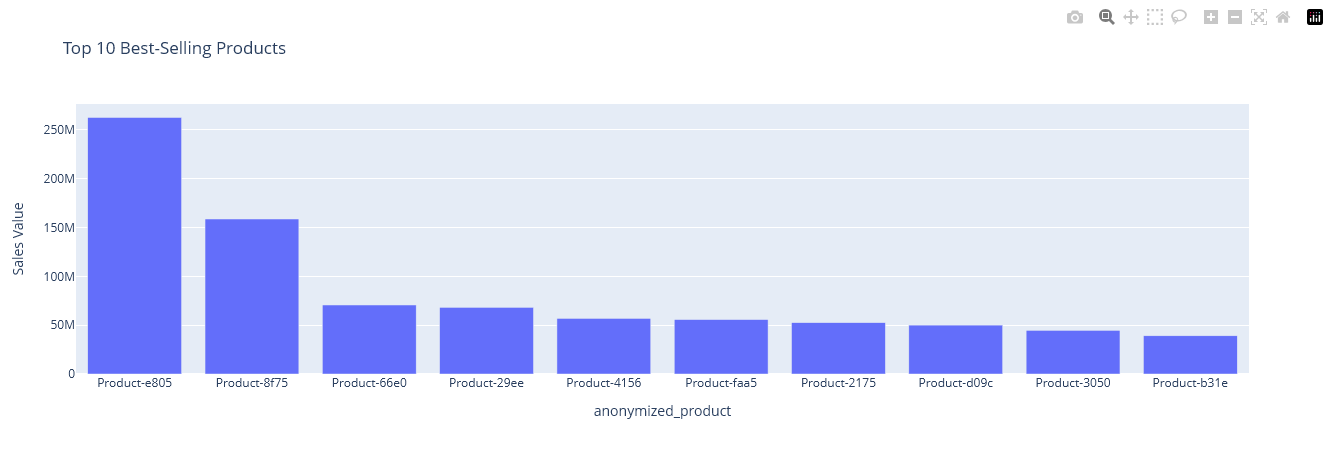 Top 10 Best-Selling Products
250M
200M
150M
100M
50M
0
Sales Value
Product-e805 Product-8f75 Product-66e0 Product-29ee Product-4156 Product-faa5 Product-2175 Product-d09c Product-3050 Product-b31e
anonymized_product